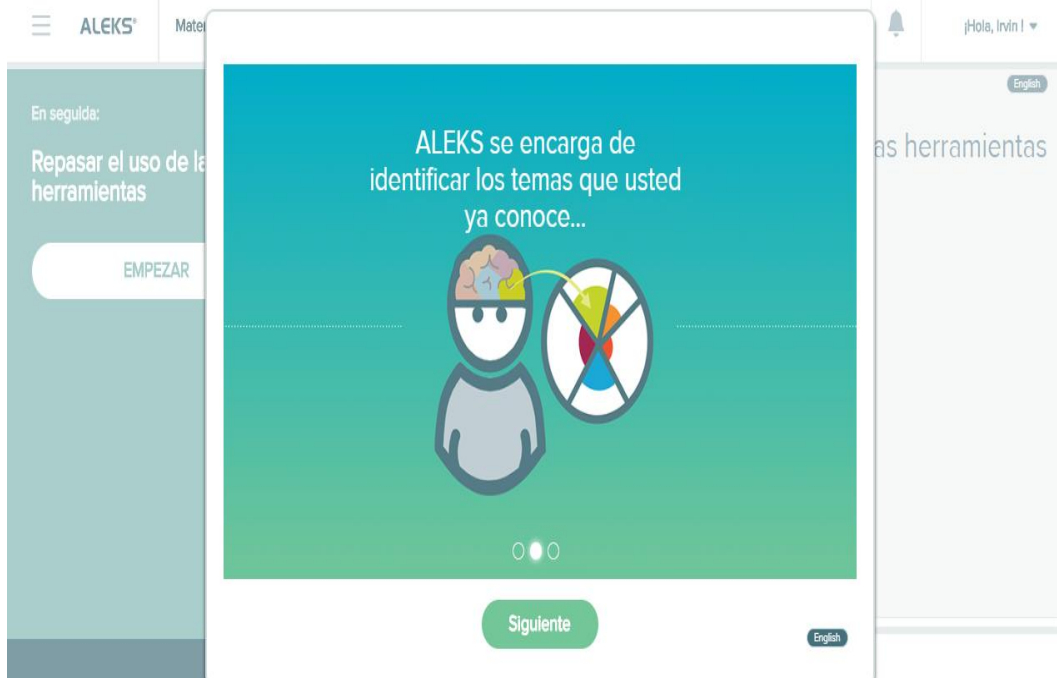 ALEKS®
Mate
¡Hola, Irvin !
English
En seguida:
Repasar el uso de la
herramientas
EMPEZAR
as herramientas
ALEKS se encarga de
identificar los temas que usted
ya conoce...
Siguiente
English